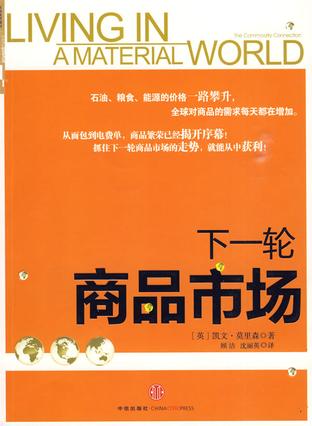 LIVING IN
A MATERIAL WORLD
The Commodity Connection
石油、粮食、能源的价格一路攀升，
全球对商品的需求每天都在增加。
从面包到电费单，商品繁荣已经揭开序幕！
抓住下一轮商品市场的走势，就能从中获利！
下一轮
商品市场
［英］凯文·莫里森◎著
顾洁 沈丽英◎译
中信出版社·CHINA CITIC PRESS